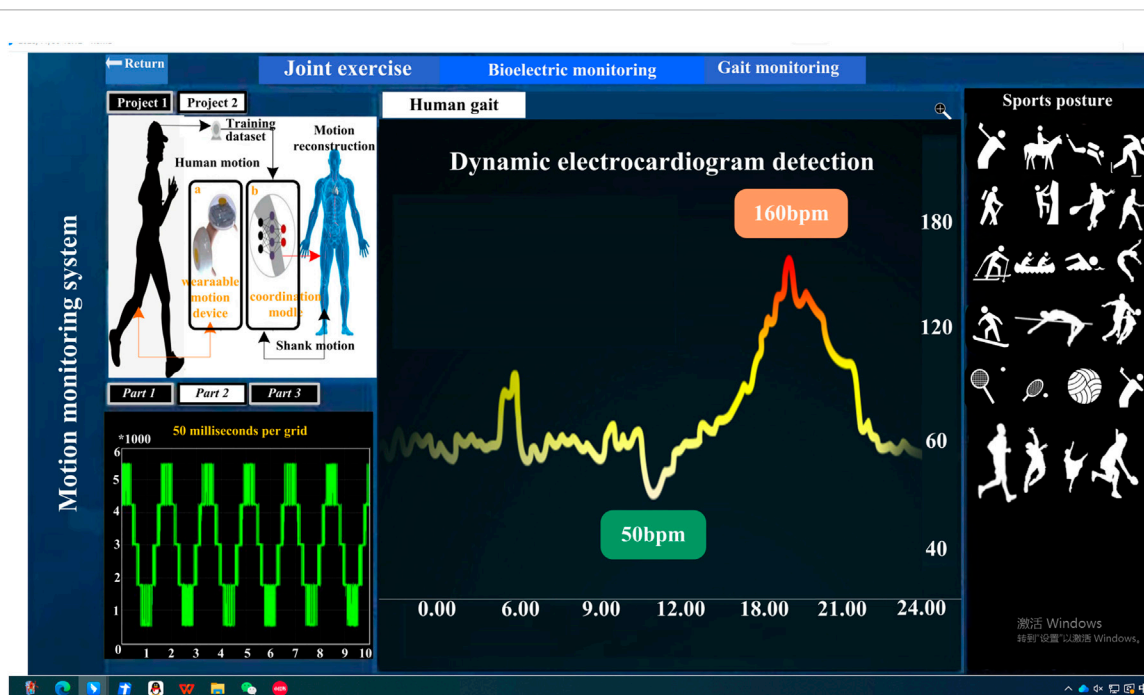 Return
Joint exercise
Bioelectric monitoring
Gait monitoring
Motion monitoring system
Project 1
Project 2
Training
dataset
Motion
reconstruction
Human motion
a
b
wearaable
motion
device
coordination
modle
Shank motion
Part 1
Part 2
Part 3
50 milliseconds per grid
*1000
6
5
4
3
2
1
0
1 2 3 4 5 6 7 8 9 10
Human gait
Dynamic electrocardiogram detection
160bpm
50bpm
180
120
60
40
0.00 6.00 9.00 12.00 18.00 21.00 24.00
Sports posture
激活 Windows
转到"设置"以激活 Windows。